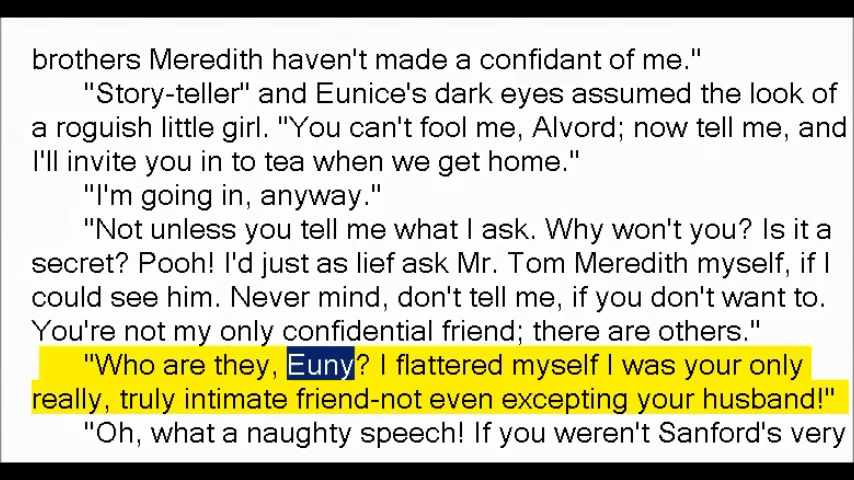 brothers Meredith haven't made a confidant of me."
"Story-teller" and Eunice's dark eyes assumed the look of
a roguish little girl. "You can't fool me, Alvord; now tell me, and
I'll invite you in to tea when we get home."
"I'm going in, anyway."
"Not unless you tell me what I ask. Why won't you? Is it a
secret? Pooh! I'd just as lief ask Mr. Tom Meredith myself, if I
could see him. Never mind, don't tell me, if you don't want to.
You're not my only confidential friend; there are others."
"Who are they, Euny? I flattered myself I was your only
really, truly intimate friend-not even excepting your husband!"
"Oh, what a naughty speech! If you weren't Sanford's very